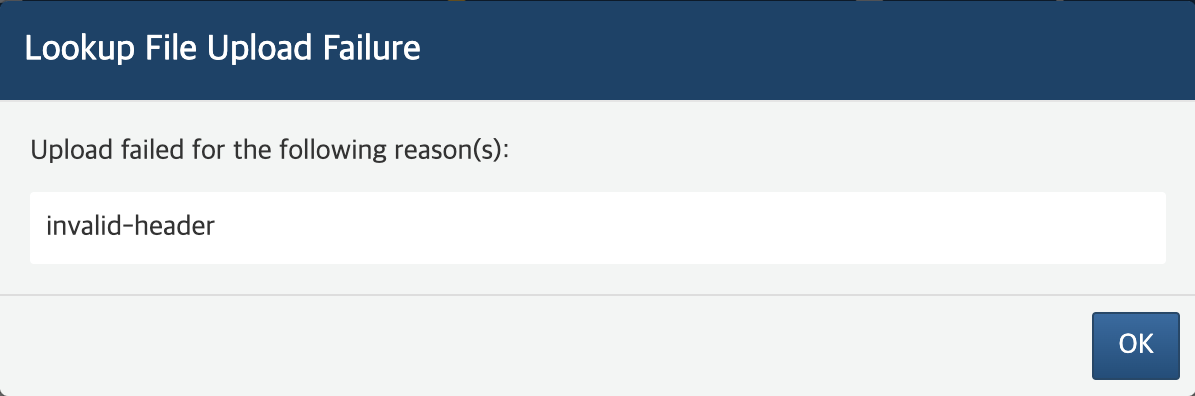 Lookup File Upload Failure
Upload failed for the following reason(s):
invalid-header
OK